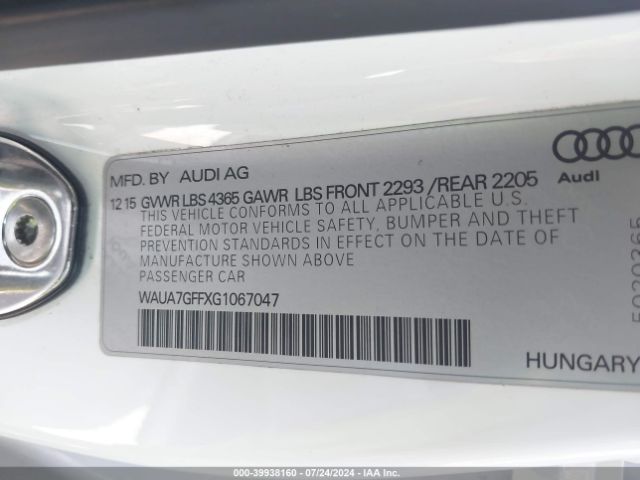 MFD. BY AUDI AG
12 15 GVWR LBS 4365 GAWR LBS FRONT 2293 /REAR 2205
THIS VEHICLE CONFORMS TO ALL APPLICABLE U.S.
FEDERAL MOTOR VEHICLE SAFETY, BUMPER AND THEFT
PREVENTION STANDARDS IN EFFECT ON THE DATE OF
MANUFACTURE SHOWN ABOVE
PASSENGER CAR
WAUA7GFFXG1067047
Audi
HUNGARY
000-39938160 - 07/24/2024 - IAA Inc.